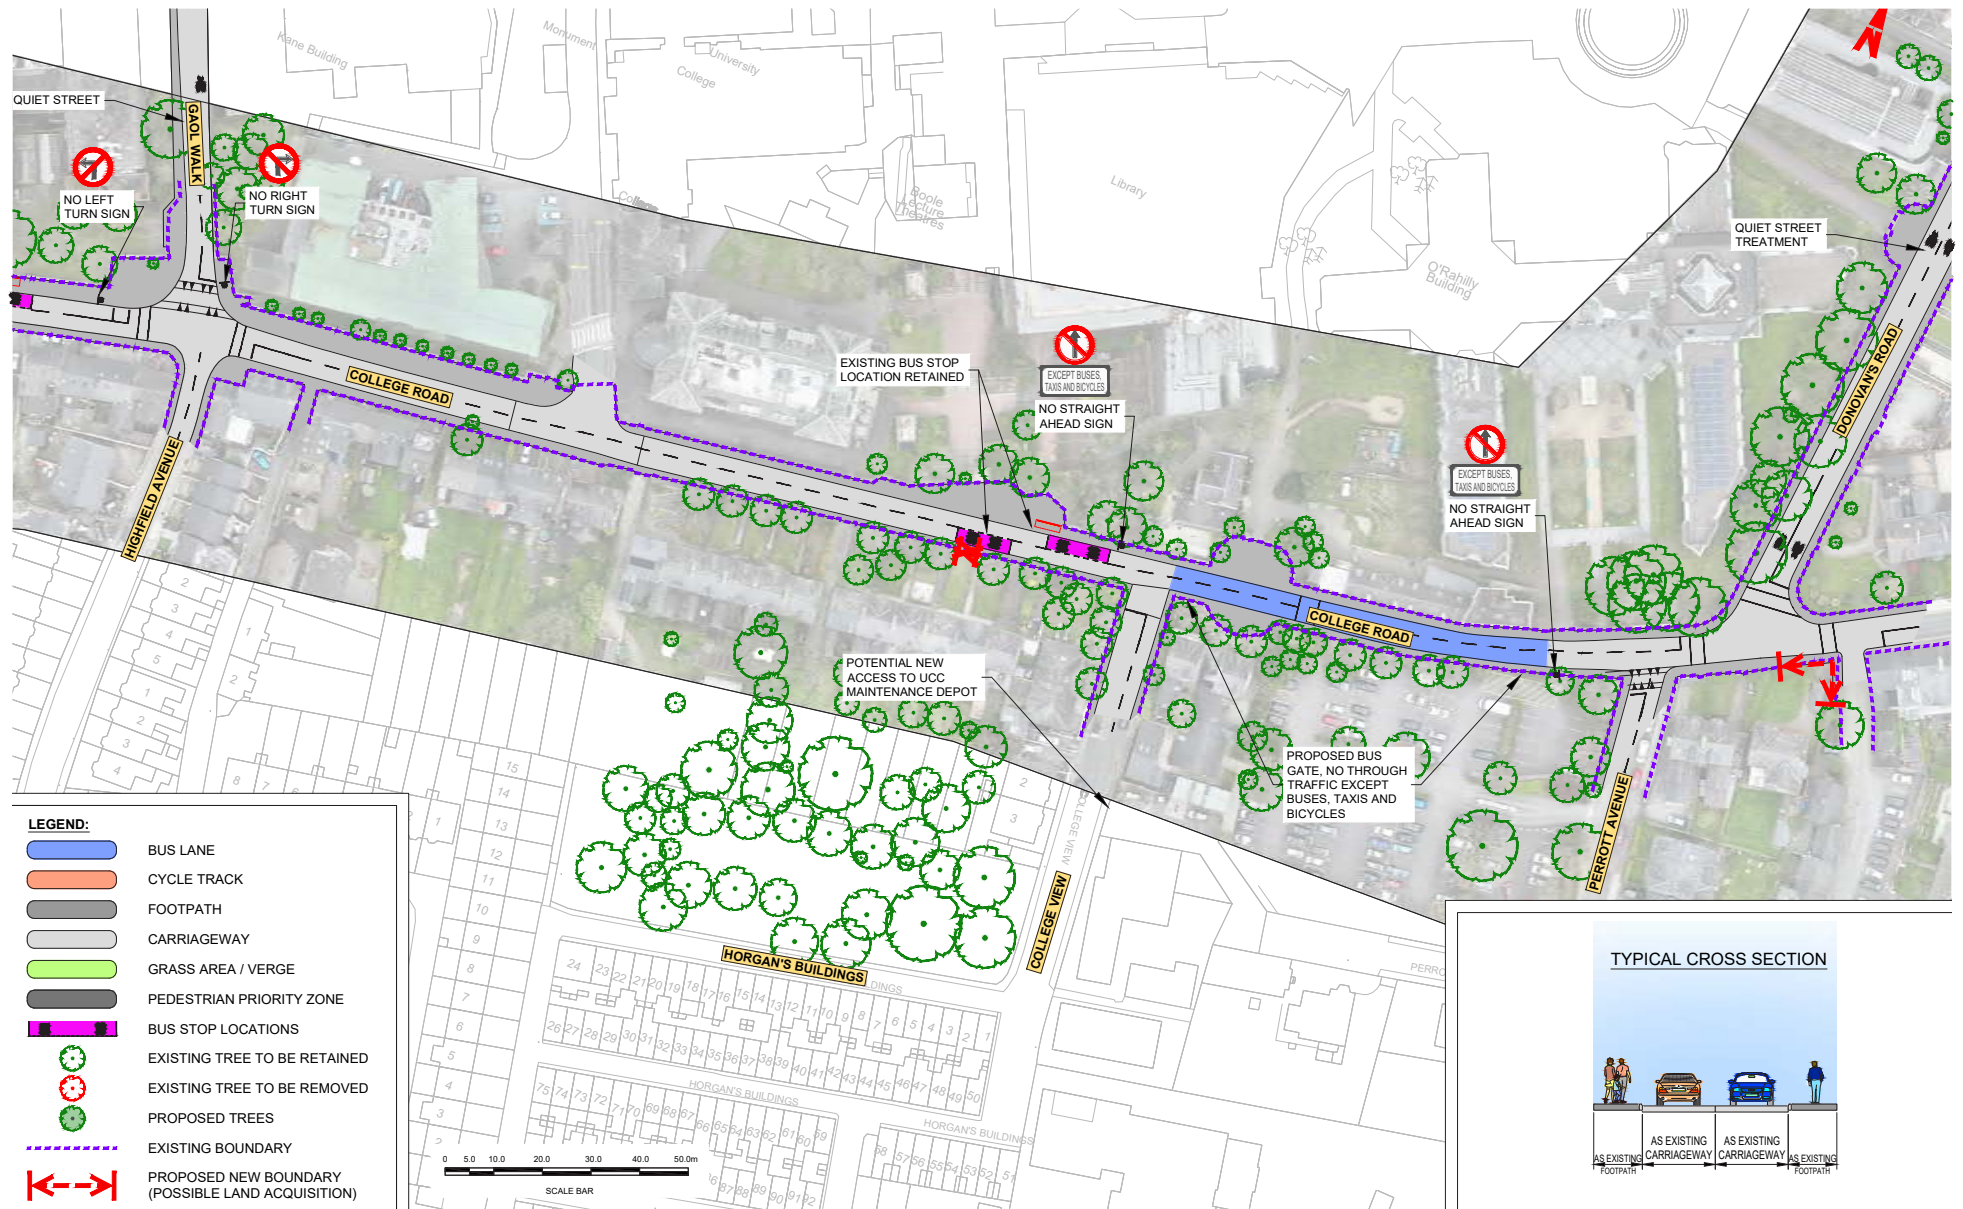 Kane Building
Monument
University
College
Library
Boole
Lecture
Theatres
O'Rahilly
Building
N
QUIET STREET
GAOL WALK
NO LEFT
TURN SIGN
NO RIGHT
TURN SIGN
QUIET STREET
TREATMENT
DONOVAN'S ROAD
COLLEGE ROAD
HIGHFIELD AVENUE
EXISTING BUS STOP
LOCATION RETAINED
EXCEPT BUSES,
TAXIS AND BICYCLES
NO STRAIGHT
AHEAD SIGN
EXCEPT BUSES,
TAXIS AND BICYCLES
NO STRAIGHT
AHEAD SIGN
COLLEGE ROAD
POTENTIAL NEW
ACCESS TO UCC
MAINTENANCE DEPOT
PROPOSED BUS
GATE, NO THROUGH
TRAFFIC EXCEPT
BUSES, TAXIS AND
BICYCLES
PERROTT AVENUE
COLLEGE VIEW
HORGAN'S BUILDINGS
HORGAN'S BUILDINGS
HORGAN'S BUILDINGS
LEGEND:
BUS LANE
CYCLE TRACK
FOOTPATH
CARRIAGEWAY
GRASS AREA / VERGE
PEDESTRIAN PRIORITY ZONE
BUS STOP LOCATIONS
EXISTING TREE TO BE RETAINED
EXISTING TREE TO BE REMOVED
PROPOSED TREES
EXISTING BOUNDARY
PROPOSED NEW BOUNDARY
(POSSIBLE LAND ACQUISITION)
0 5.0 10.0 20.0 30.0 40.0 50.0m
SCALE BAR
TYPICAL CROSS SECTION
AS EXISTING
FOOTPATH
AS EXISTING
CARRIAGEWAY
AS EXISTING
CARRIAGEWAY
AS EXISTING
FOOTPATH